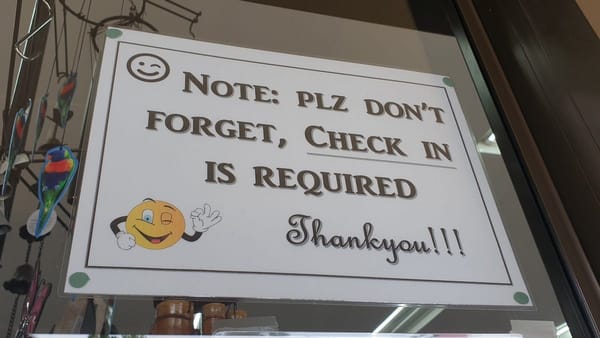 Note: plz don't
forget, Check in
is required
Thankyou!!!